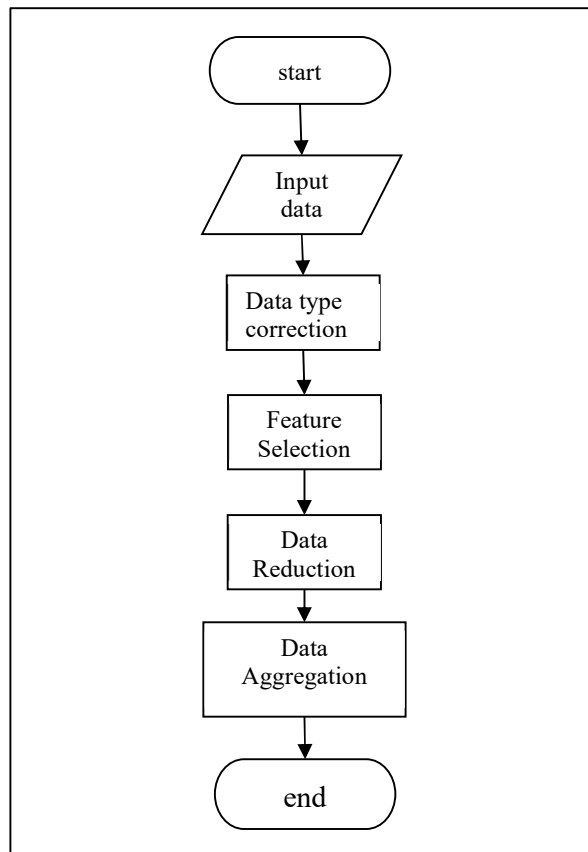 start
Input
data
Data type
correction
Feature
Selection
Data
Reduction
Data
Aggregation
end